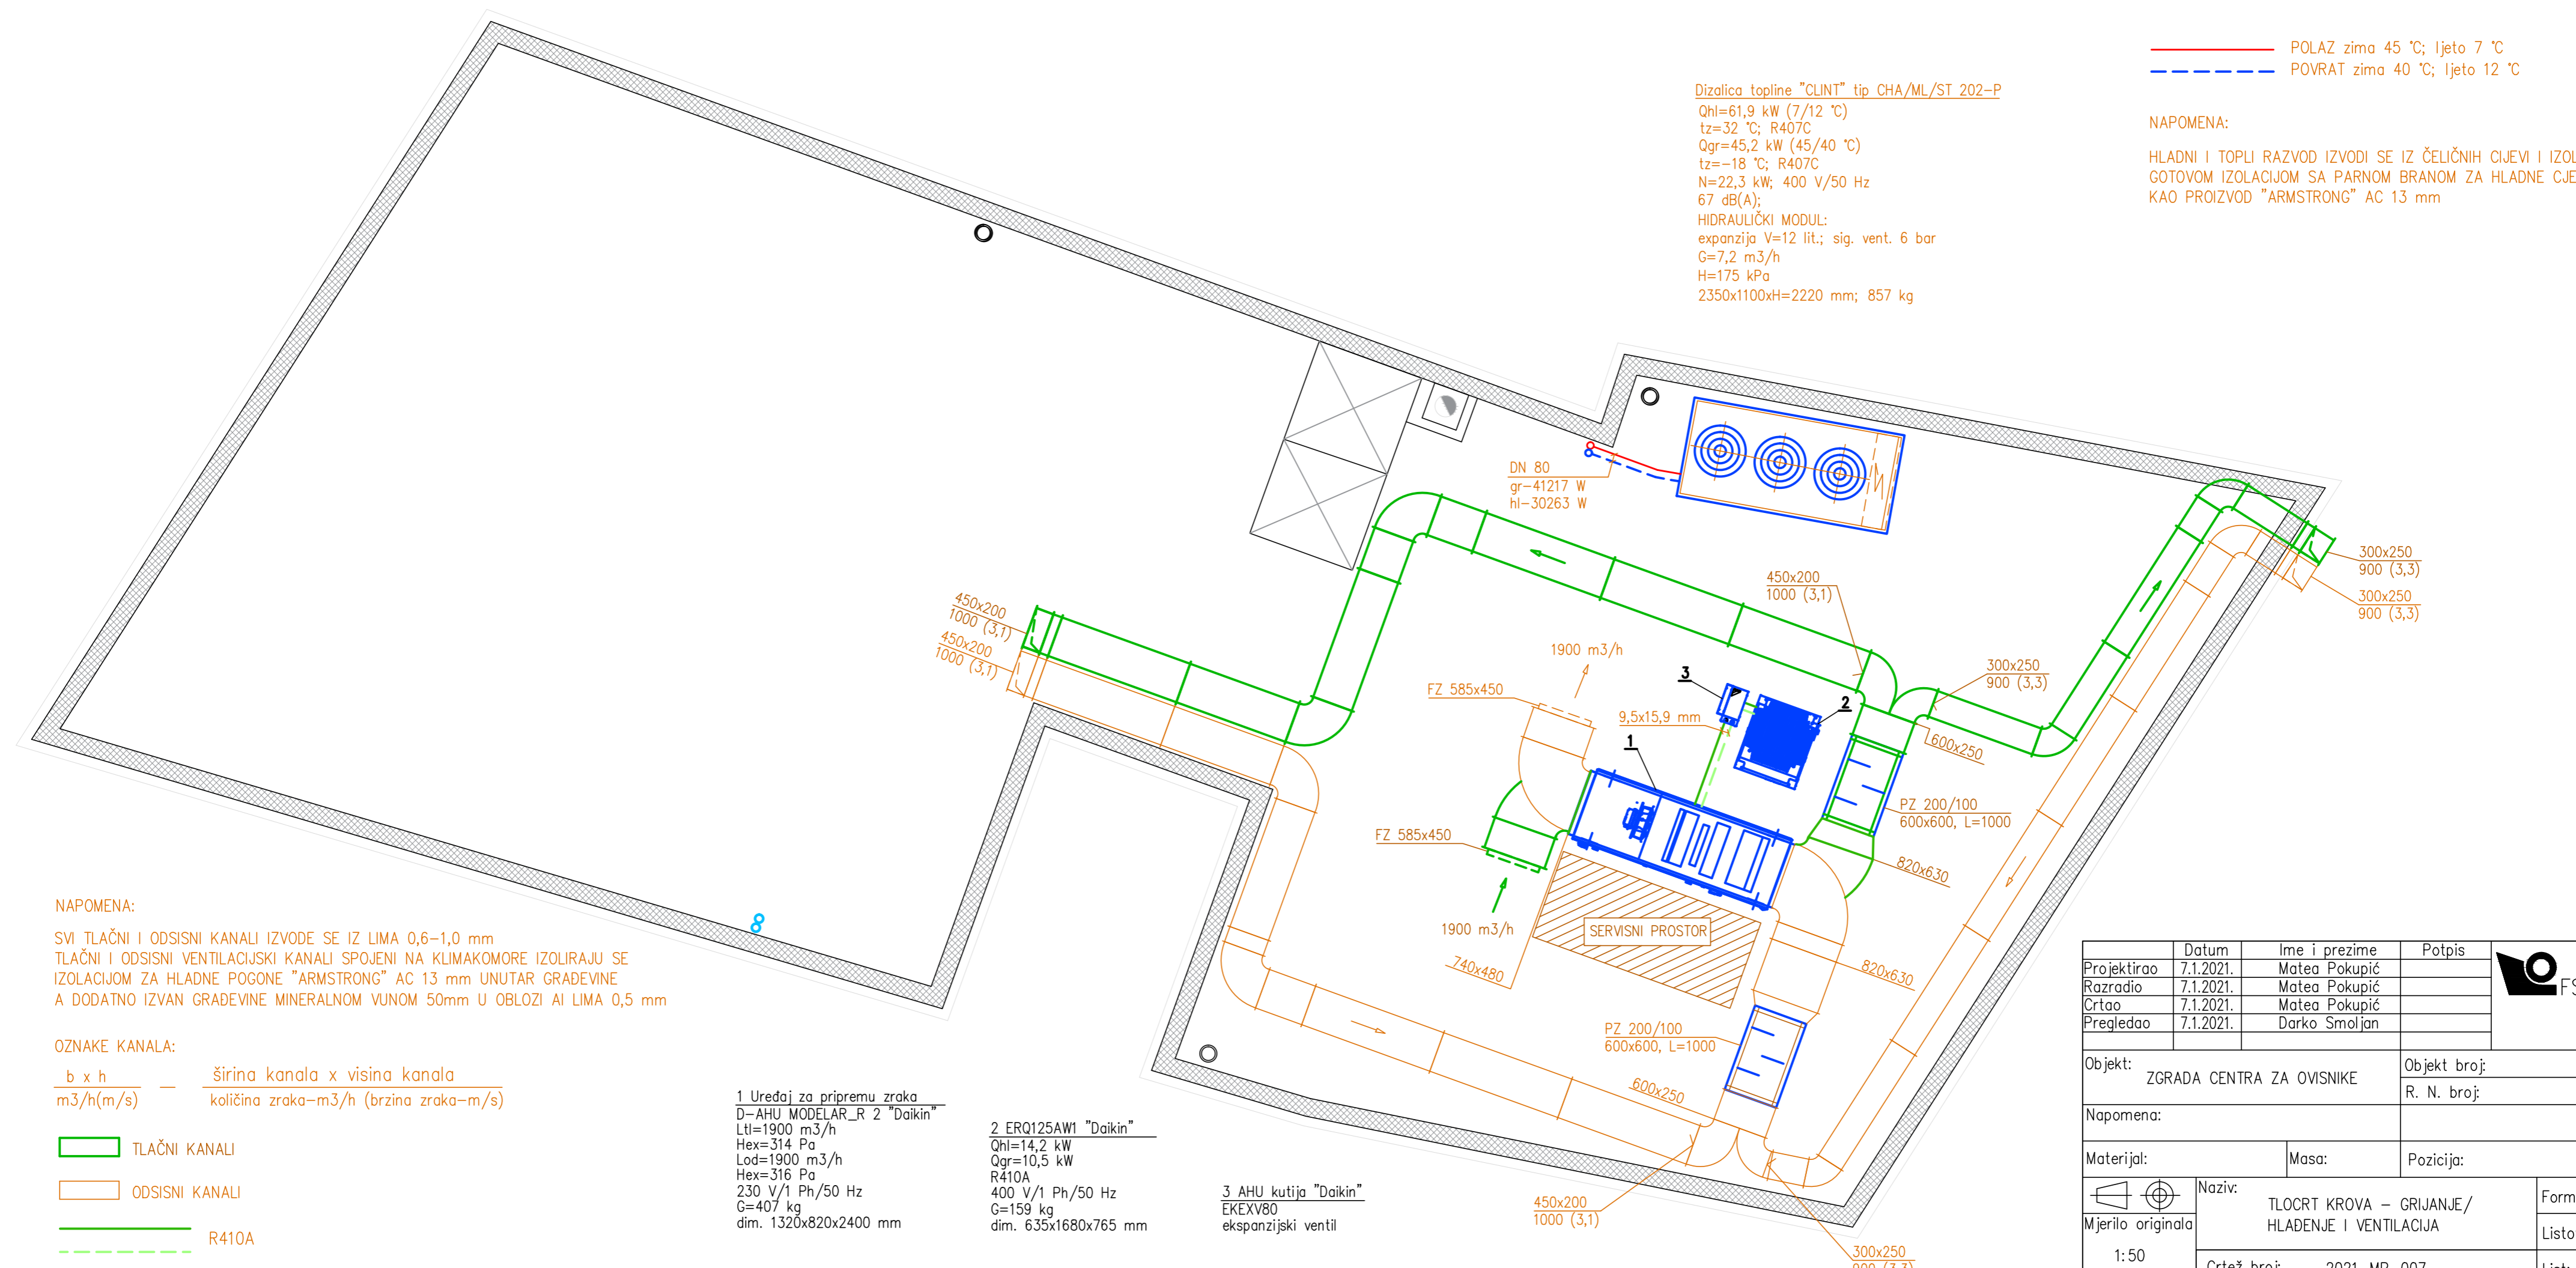 POLAZ zima 45 °C; ljeto 7 °C
POVRAT zima 40 °C; ljeto 12 °C
NAPOMENA:
HLADNI I TOPLI RAZVOD IZVODI SE IZ ČELIČNIH CIJEVI I
GOTOVOM IZOLACIJOM SA PARNOM BRANOM ZA HLADNE
KAO PROIZVOD "ARMSTRONG" AC 13 mm
Dizalica topline "CLINT" tip CHA/ML/ST 202-P
Qhl=61,9 kW (7/12 °C)
tz=32 °C; R407C
Qgr=45,2 kW (45/40 °C)
tz=-18 °C; R407C
N=22,3 kW; 400 V/50 Hz
67 dB(A);
HIDRAULIČKI MODUL:
expanzija V=12 lit.; sig. vent. 6 bar
G=7,2 m3/h
H=175 kPa
2350x1100xH=2220 mm; 857 kg
DN 80
gr-41217 W
hl-30263 W
450x200
1000 (3,1)
450x200
1000 (3,1)
450x200
1000 (3,1)
300x250
900 (3,3)
300x250
900 (3,3)
300x250
900 (3,3)
1900 m3/h
FZ 585x450
9,5x15,9 mm
3
2
1
600x250
PZ 200/100
600x600, L=1000
820x630
FZ 585x450
1900 m3/h
SERVISNI PROSTOR
740x480
820x630
PZ 200/100
600x600, L=1000
600x250
450x200
1000 (3,1)
300x250
900 (3,3)
NAPOMENA:
SVI TLAČNI I ODSISNI KANALI IZVODE SE IZ LIMA 0,6-1,0 mm
TLAČNI I ODSISNI VENTILACIJSKI KANALI SPOJENI NA KLIMAKOMORE IZOLIRAJU SE
IZOLACIJOM ZA HLADNE POGONE "ARMSTRONG" AC 13 mm UNUTAR GRAĐEVINE
A DODATNO IZVAN GRAĐEVINE MINERALNOM VUNOM 50mm U OBLOZI Al LIMA 0,5 mm
OZNAKE KANALA:
b x h — širina kanala x visina kanala
m3/h(m/s) količina zraka-m3/h (brzina zraka-m/s)
TLAČNI KANALI
ODSISNI KANALI
R410A
1 Uređaj za pripremu zraka
D-AHU MODELAR_R 2 "Daikin"
Ltl=1900 m3/h
Hex=314 Pa
Lod=1900 m3/h
Hex=316 Pa
230 V/1 Ph/50 Hz
G=407 kg
dim. 1320x820x2400 mm
2 ERQ125AW1 "Daikin"
Qhl=14,2 kW
Qgr=10,5 kW
R410A
400 V/1 Ph/50 Hz
G=159 kg
dim. 635x1680x765 mm
3 AHU kutija "Daikin"
EKEXV80
ekspanzijski ventil
Datum Ime i prezime Potpis
Projektirao 7.1.2021. Matea Pokupić
Razradio 7.1.2021. Matea Pokupić
Crtao 7.1.2021. Matea Pokupić
Pregledao 7.1.2021. Darko Smoljan
Objekt: ZGRADA CENTRA ZA OVISNIKE
Objekt broj:
R. N. broj:
Napomena:
Materijal: Masa: Pozicija:
Naziv: TLOCRT KROVA - GRIJANJE/
HLAĐENJE I VENTILACIJA
Mjerilo originala
1:50
Crtež broj: 2021-MP-007